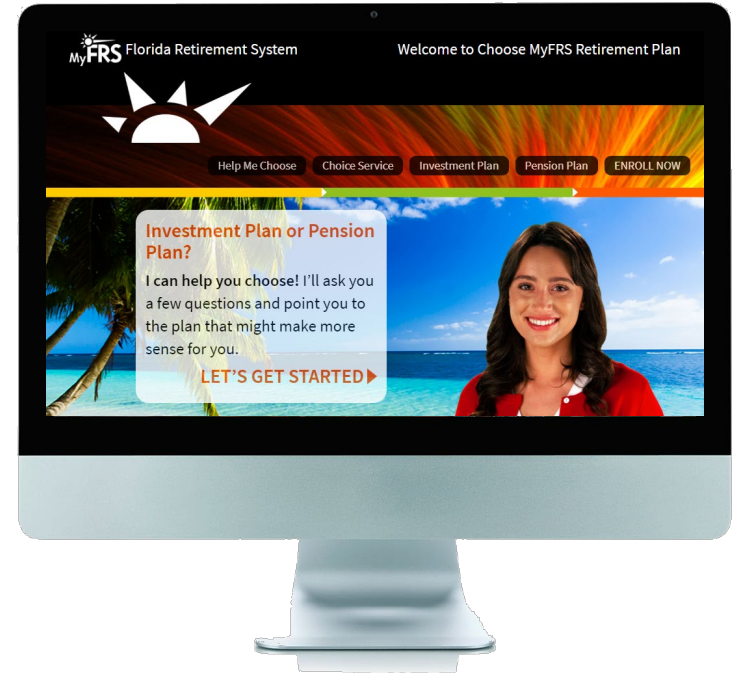 MyFRS Florida Retirement System
Welcome to Choose MyFRS Retirement Plan
Help Me Choose
Choice Service
Investment Plan
Pension Plan
ENROLL NOW
Investment Plan or Pension
Plan?
I can help you choose! I’ll ask you
a few questions and point you to
the plan that might make more
sense for you.
LET’S GET STARTED